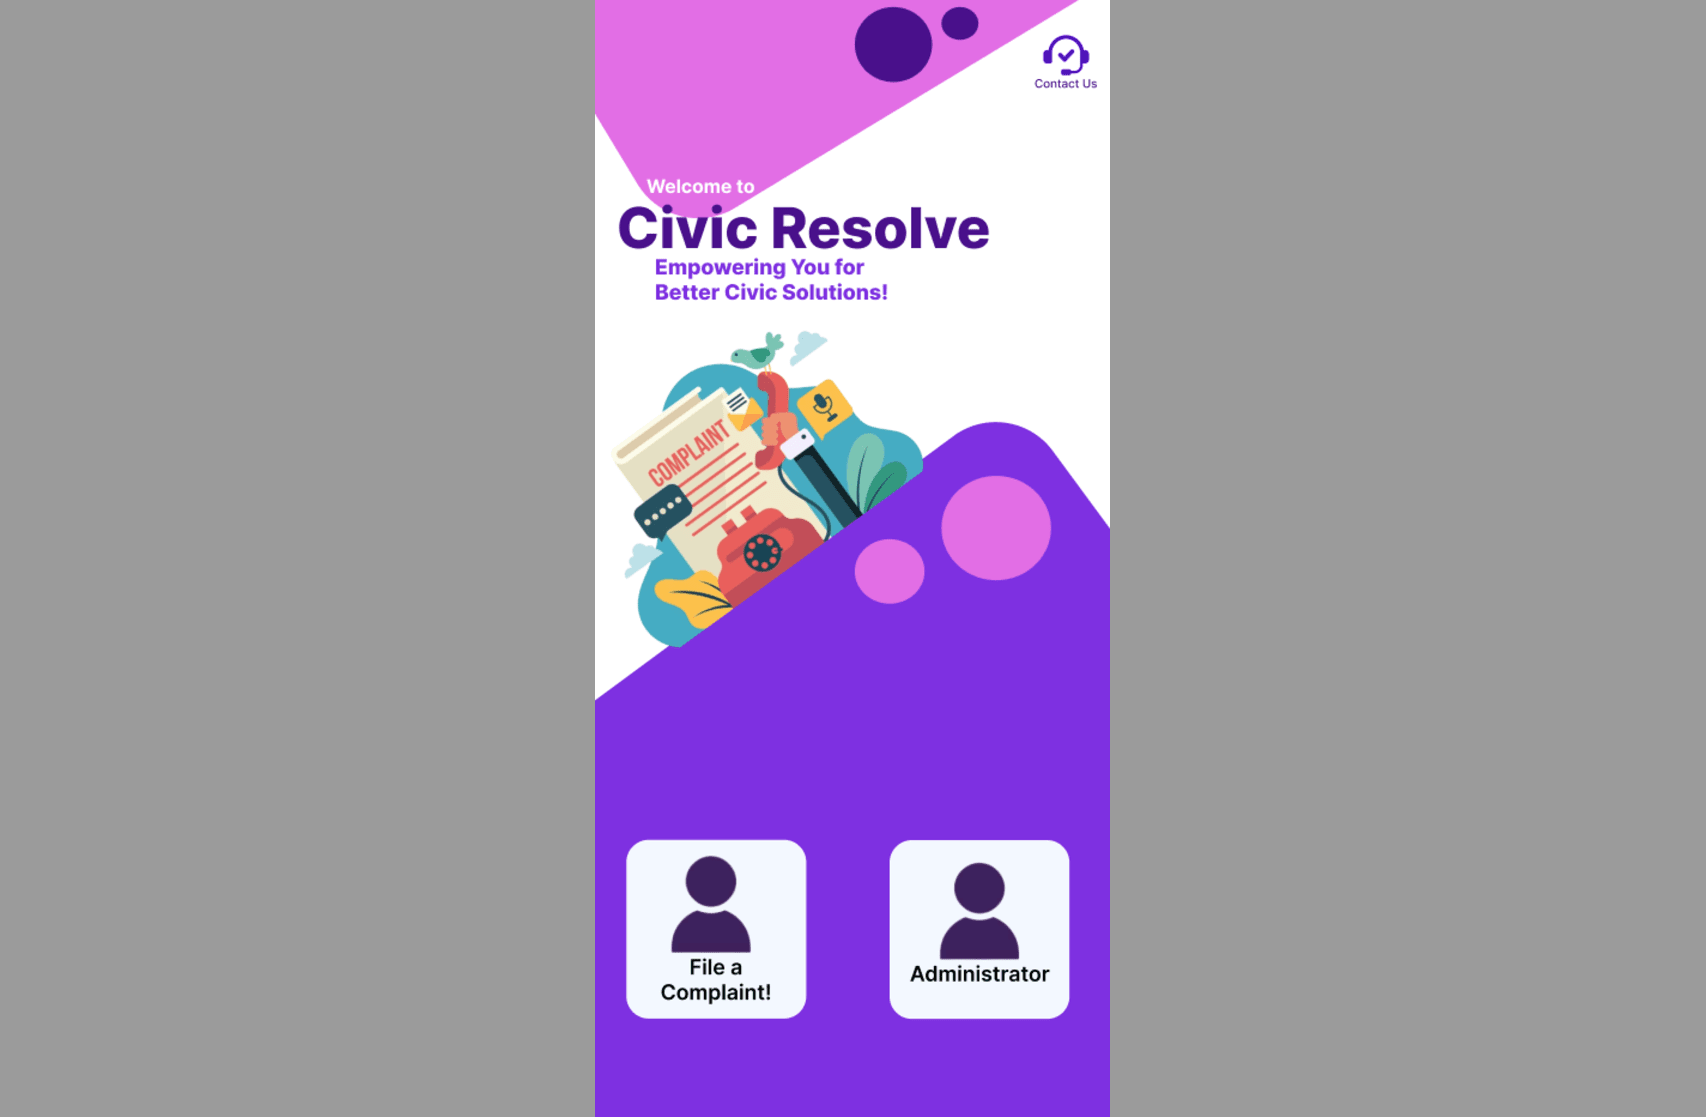 Contact Us
Welcome to
Civic Resolve
Empowering You for
Better Civic Solutions!
COMPLAINT
File a
Complaint!
Administrator